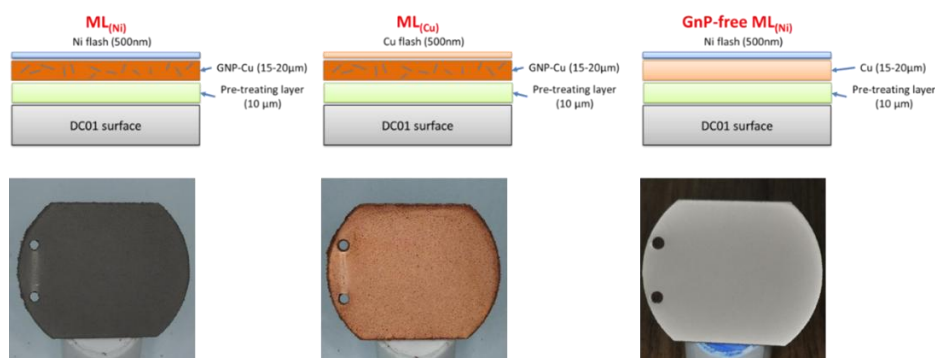 ML(Ni)
Ni flash (500nm)
GNP-Cu (15-20µm)
Pre-treating layer
(10 µm)
DC01 surface
ML(Cu)
Cu flash (500nm)
GNP-Cu (15-20µm)
Pre-treating layer
(10 µm)
DC01 surface
GnP-free ML(Ni)
Ni flash (500nm)
Cu (15-20µm)
Pre-treating layer
(10 µm)
DC01 surface